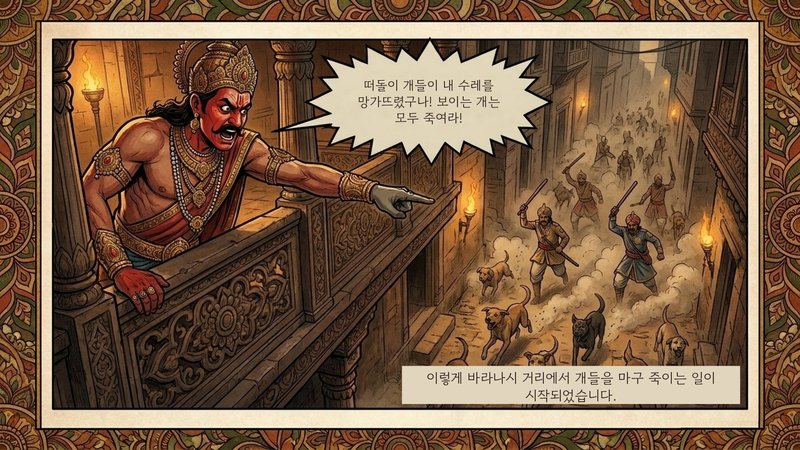 떠돌이 개들이 내 수레를
망가뜨렸구나! 보이는 개는
모두 죽여라!
이렇게 바라나시 거리에서 개들을 마구 죽이는 일이
시작되었습니다.